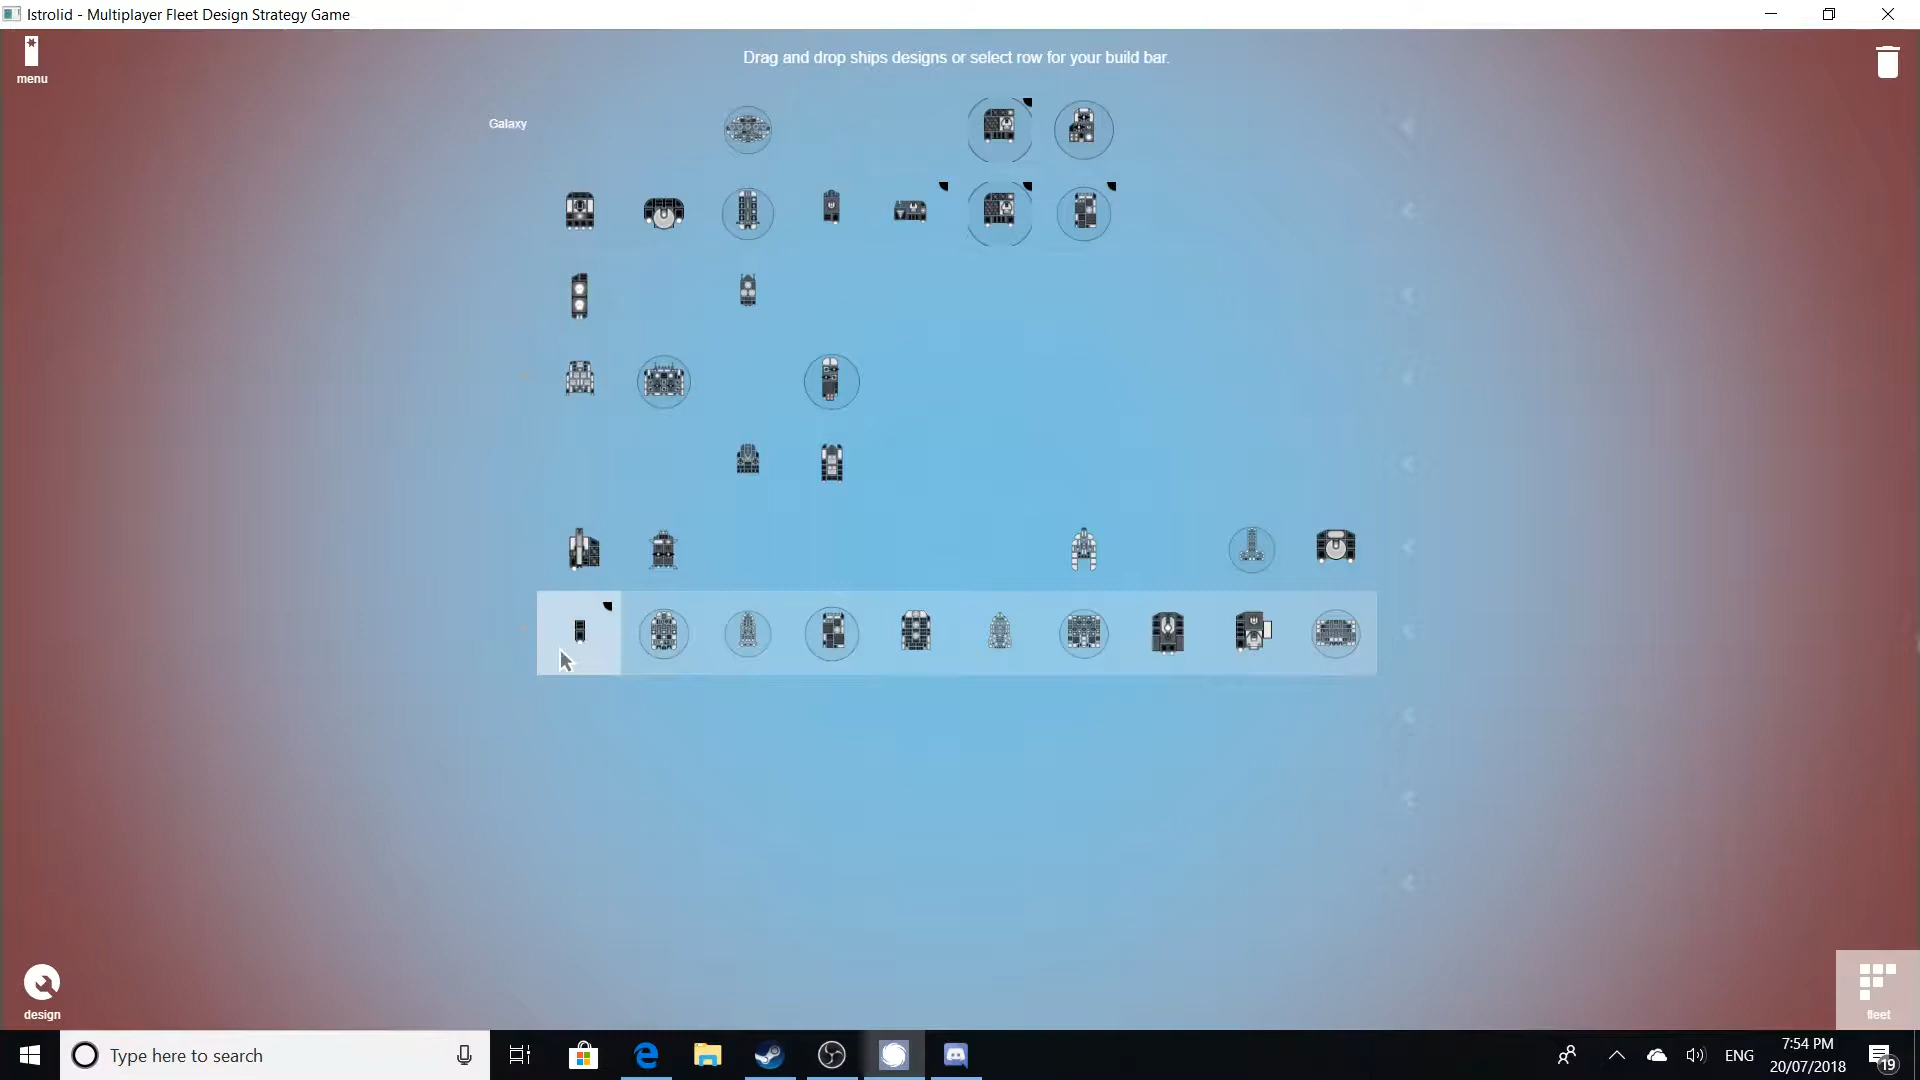 Istrolid - Multiplayer Fleet Design Strategy Game
menu
Drag and drop ships designs or select row for your build bar.
Galaxy
design
fleet
Type here to search
ENG
7:54 PM
20/07/2018
19